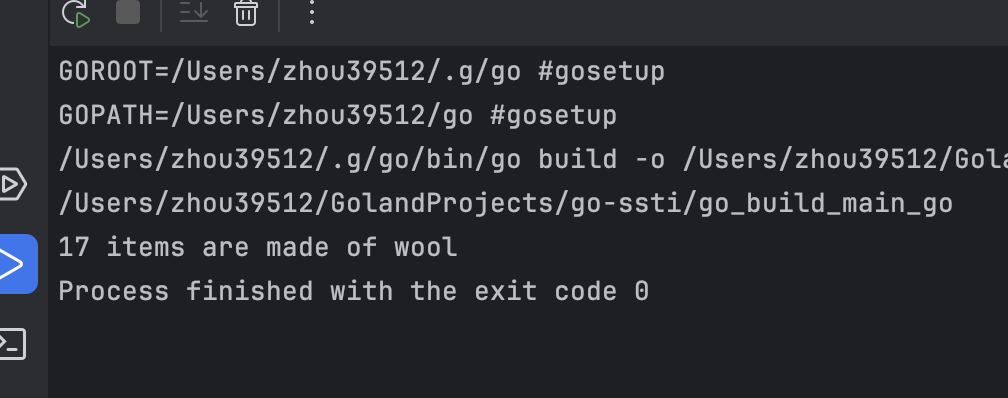 GOROOT=/Users/zhou39512/.g/go #gosetup
GOPATH=/Users/zhou39512/go #gosetup
/Users/zhou39512/.g/go/bin/go build -o /Users/zhou39512/Gola
/Users/zhou39512/GolandProjects/go-ssti/go_build_main_go
17 items are made of wool
Process finished with the exit code 0